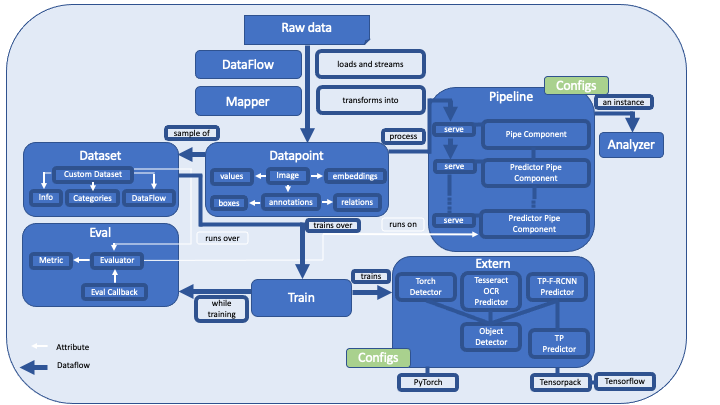 Raw data
DataFlow
loads and streams
Mapper
transforms into
Configs
Pipeline
an instance
Analyzer
sample of
process
serve
Pipe Component
serve
Predictor Pipe
Component
serve
Predictor Pipe
Component
Dataset
Custom Dataset
Info
Categories
DataFlow
Datapoint
values
Image
embeddings
boxes
annotations
relations
trains over
runs on
runs over
Eval
Metric
Evaluator
Eval Callback
while
training
Train
trains
Extern
Torch
Detector
Tesseract
OCR
Predictor
TP-F-RCNN
Predictor
Object
Detector
TP
Predictor
Configs
PyTorch
Tensorpack
Tensorflow
Attribute
Dataflow